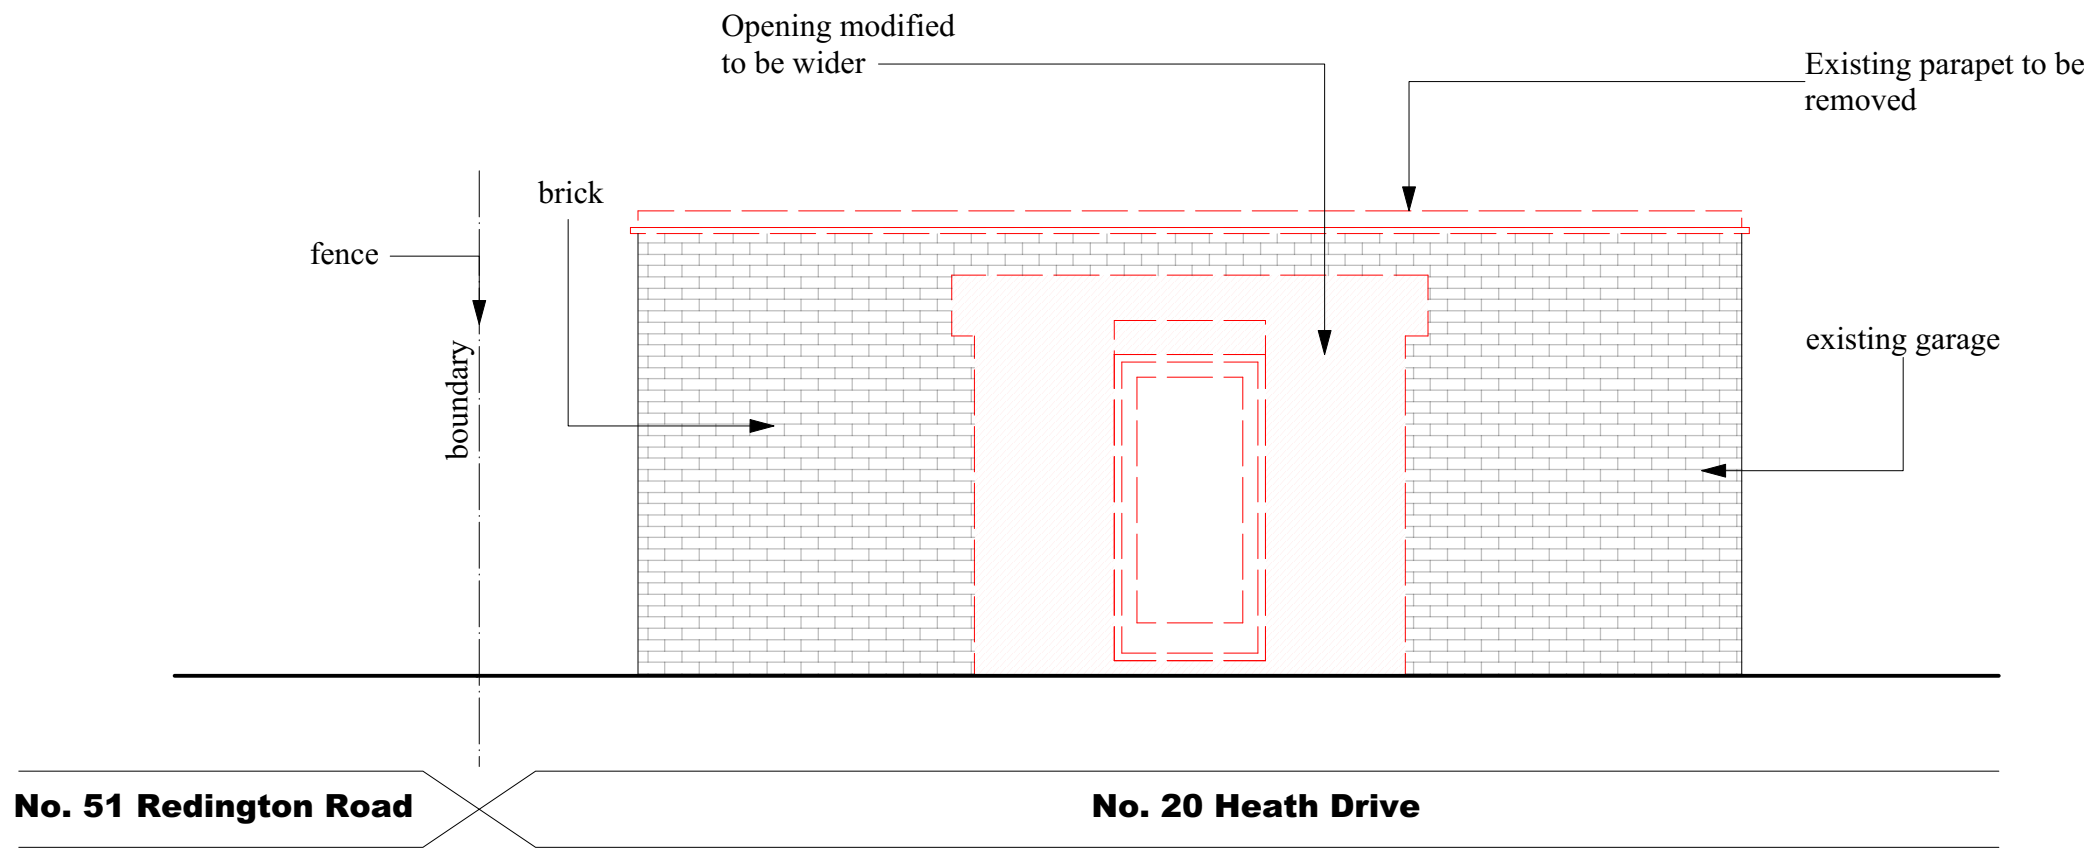 Opening modified
to be wider
Existing parapet to be
removed
brick
fence
boundary
existing garage
No. 51 Redington Road
No. 20 Heath Drive